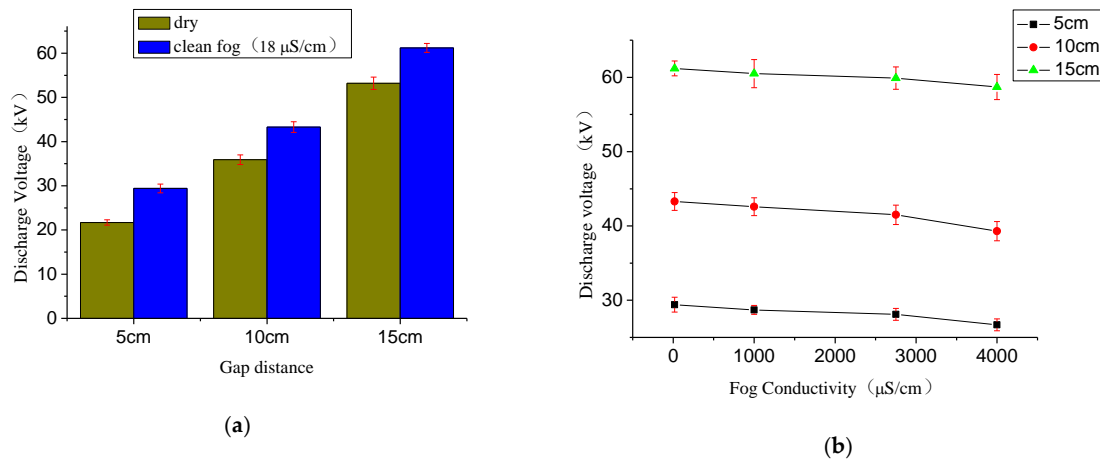 dry
clean fog（18 μS/cm）
60
50
40
30
20
10
0
Discharge Voltage（kV）
5cm
10cm
15cm
Gap distance
(a)
5cm
10cm
15cm
60
50
40
30
Discharge voltage（kV）
0
1000
2000
3000
4000
Fog Conductivity（μS/cm）
(b)